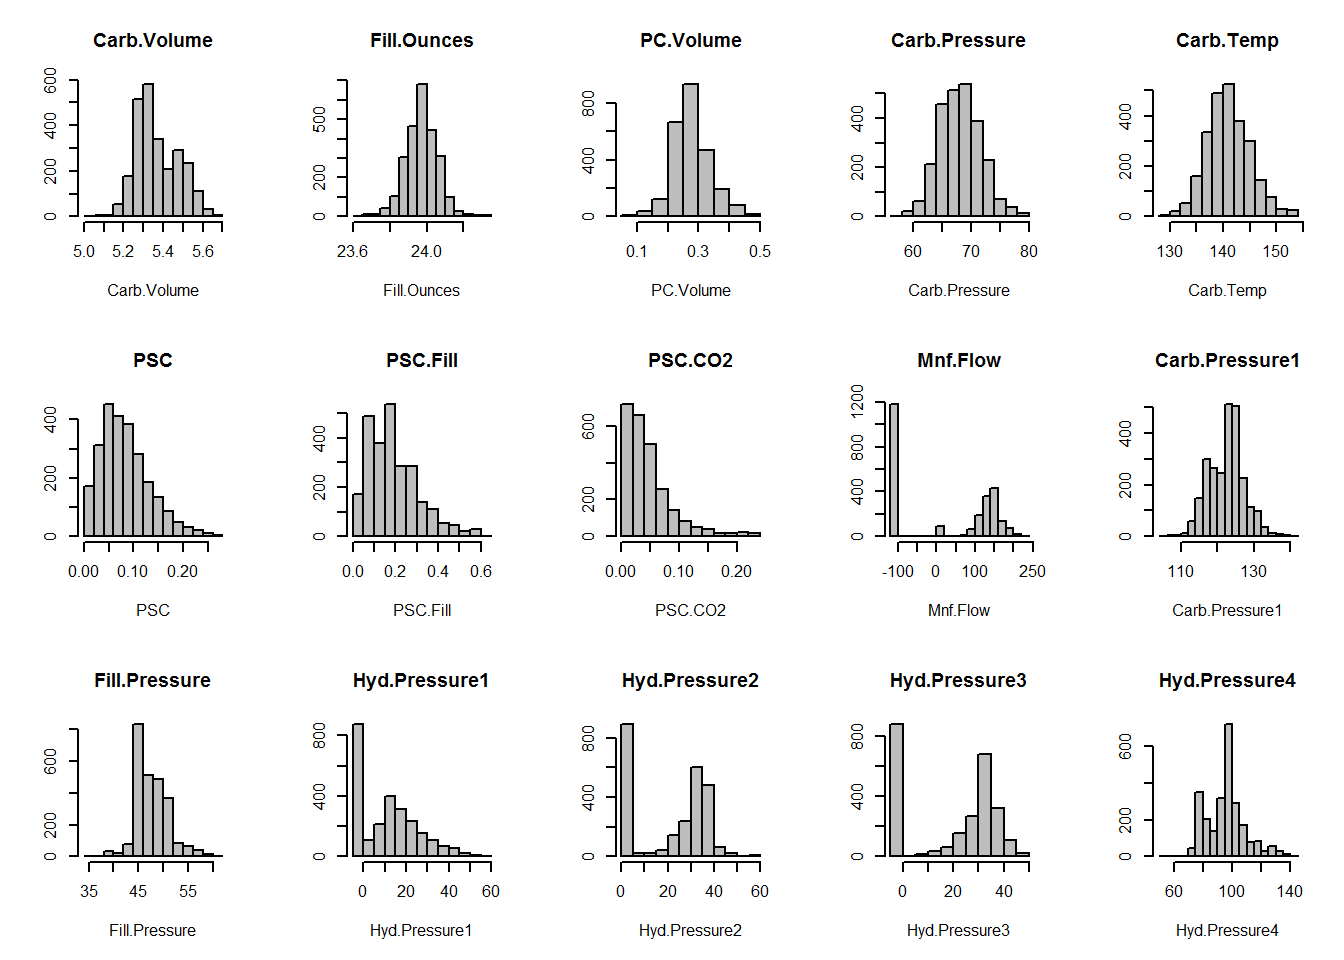 Carb.Volume
0 200 400 600
5.0 5.2 5.4 5.6
Carb.Volume
Fill.Ounces
0 200 500
23.6 24.0
Fill.Ounces
PC.Volume
0 400 800
0.1 0.3 0.5
PC.Volume
Carb.Pressure
0 200 400
60 70 80
Carb.Pressure
Carb.Temp
0 200 400
130 140 150
Carb.Temp
PSC
0 200 400
0.00 0.10 0.20
PSC
PSC.Fill
0 200 400
0.0 0.2 0.4 0.6
PSC.Fill
PSC.CO2
0 200 600
0.00 0.10 0.20
PSC.CO2
Mnf.Flow
0 400 800 1200
-100 0 100 250
Mnf.Flow
Carb.Pressure1
0 200 400
110 130
Carb.Pressure1
Fill.Pressure
0 200 600
35 45 55
Fill.Pressure
Hyd.Pressure1
0 400 800
0 20 40 60
Hyd.Pressure1
Hyd.Pressure2
0 400 800
0 20 40 60
Hyd.Pressure2
Hyd.Pressure3
0 400 800
0 20 40
Hyd.Pressure3
Hyd.Pressure4
0 200 600
60 100 140
Hyd.Pressure4